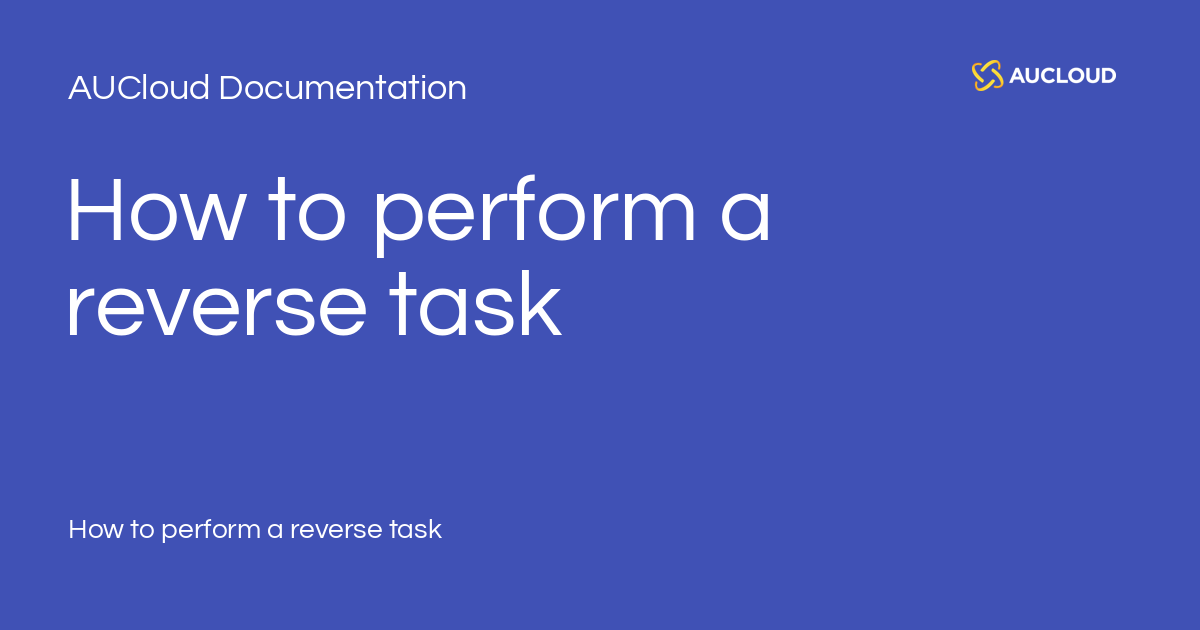 AUCloud Documentation
AUCLOUD
How to perform a
reverse task
How to perform a reverse task